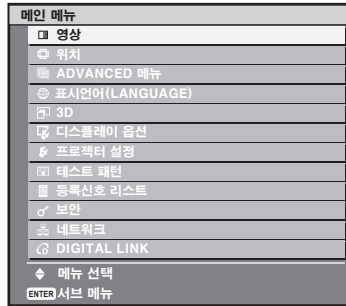 메인 메뉴
영상
위치
ADVANCED 메뉴
표시언어(LANGUAGE)
3D
디스플레이 옵션
프로젝터 설정
테스트 패턴
등록신호 리스트
보안
네트워크
DIGITAL LINK
메뉴 선택
ENTER 서브 메뉴